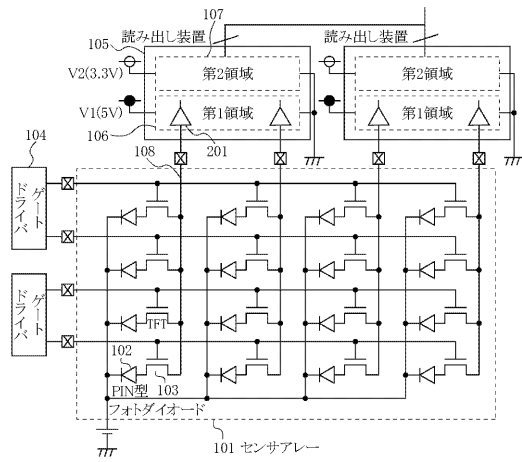 読み出し装置
107
105
第2領域
V2(3.3V)
V1(5V)
第1領域
106
201
108
読み出し装置
第2領域
第1領域
104
ゲート
ドライバ
ゲート
ドライバ
TFT
102
103
PIN型
フォトダイオード
101 センサアレー